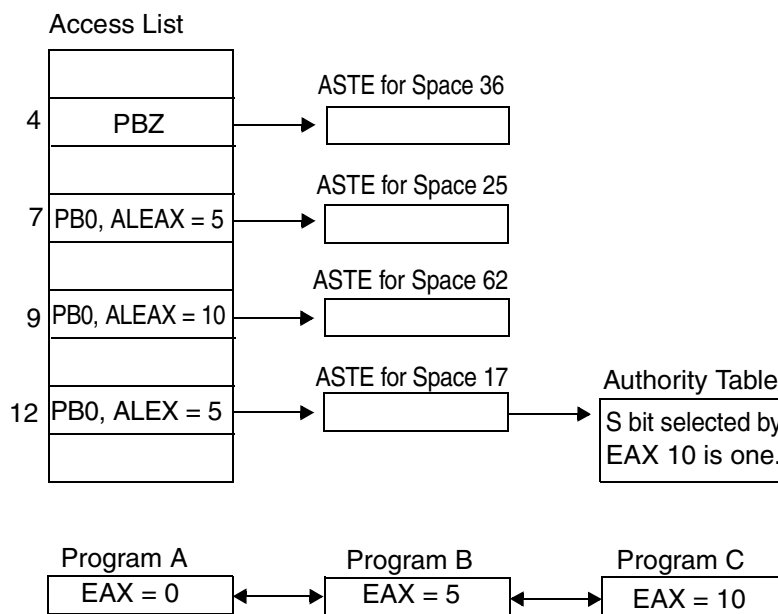 Access List
ASTE for Space 36
4 PBZ
ASTE for Space 25
7 PB0, ALEAX = 5
ASTE for Space 62
9 PB0, ALEAX = 10
ASTE for Space 17
Authority Table
12 PB0, ALEX = 5
S bit selected by
EAX 10 is one.
Program A
Program B
Program C
EAX = 0
EAX = 5
EAX = 10